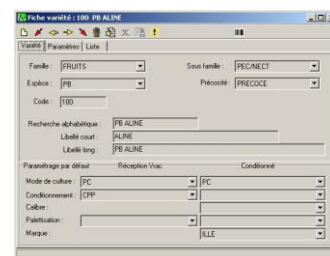 Fiche variété : 100 PB ALINE
Variété Paramètres Liste
Famille : FRUITS Sous famille : PEC/NECT
Espèce : PB Précocité : PRECOCE
Code : 100
Recherche alphabétique : PB ALINE
Libellé court : ALINE
Libellé long : PB ALINE
Paramétrage par défaut Réception Vrac Conditionné
Mode de culture : PC PC
Conditionnement : CPP
Calibre :
Palettisation :
Marque : ILLE